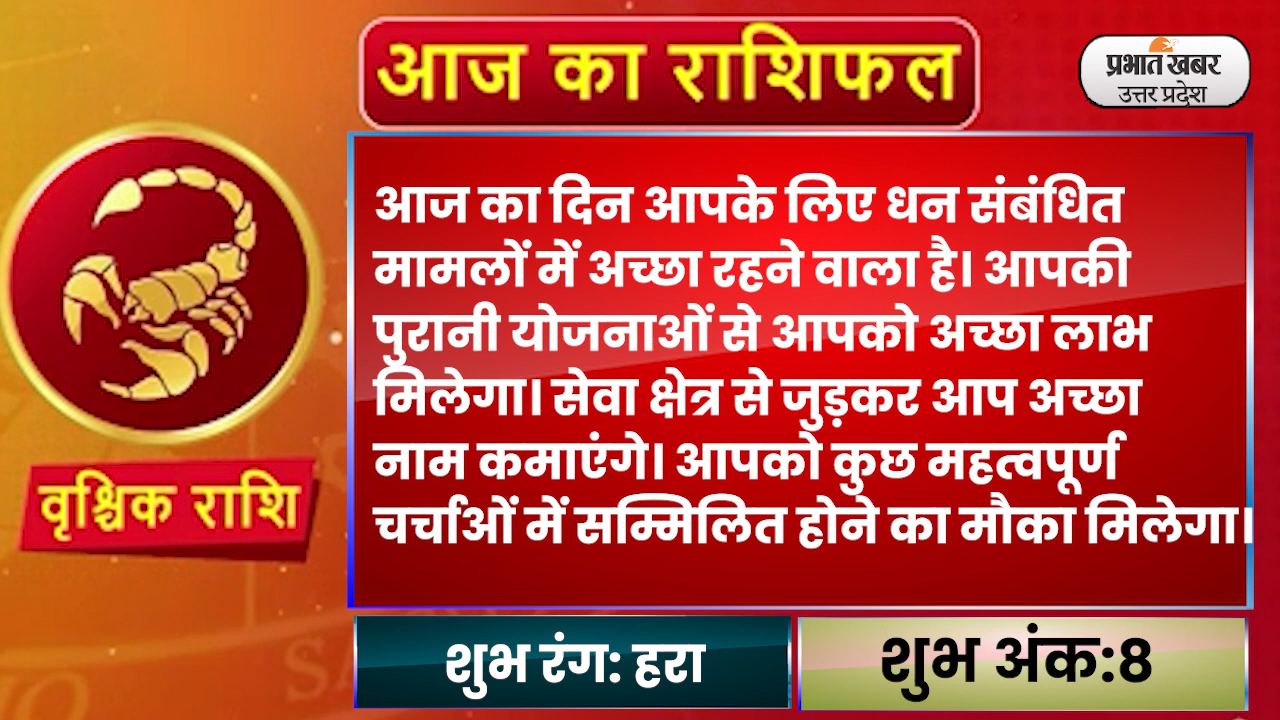 आज का राशिफल
प्रभात खबर
उत्तर प्रदेश
आज का दिन आपके लिए धन संबंधित
मामलों में अच्छा रहने वाला है। आपकी
पुरानी योजनाओं से आपको अच्छा लाभ
मिलेगा। सेवा क्षेत्र से जुड़कर आप अच्छा
नाम कमाएंगे। आपको कुछ महत्वपूर्ण
चर्चाओं में सम्मिलित होने का मौका मिलेगा।
वृश्चिक राशि
शुभ रंग: हरा
शुभ अंक:8